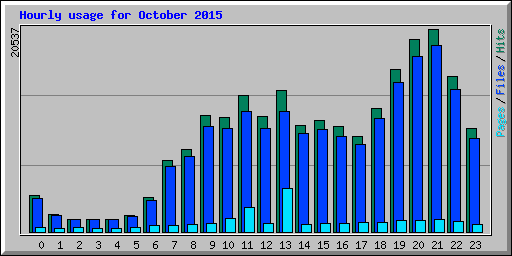 Hourly usage for October 2015
20537
Pages / Files / Hits
0 1 2 3 4 5 6 7 8 9 10 11 12 13 14 15 16 17 18 19 20 21 22 23